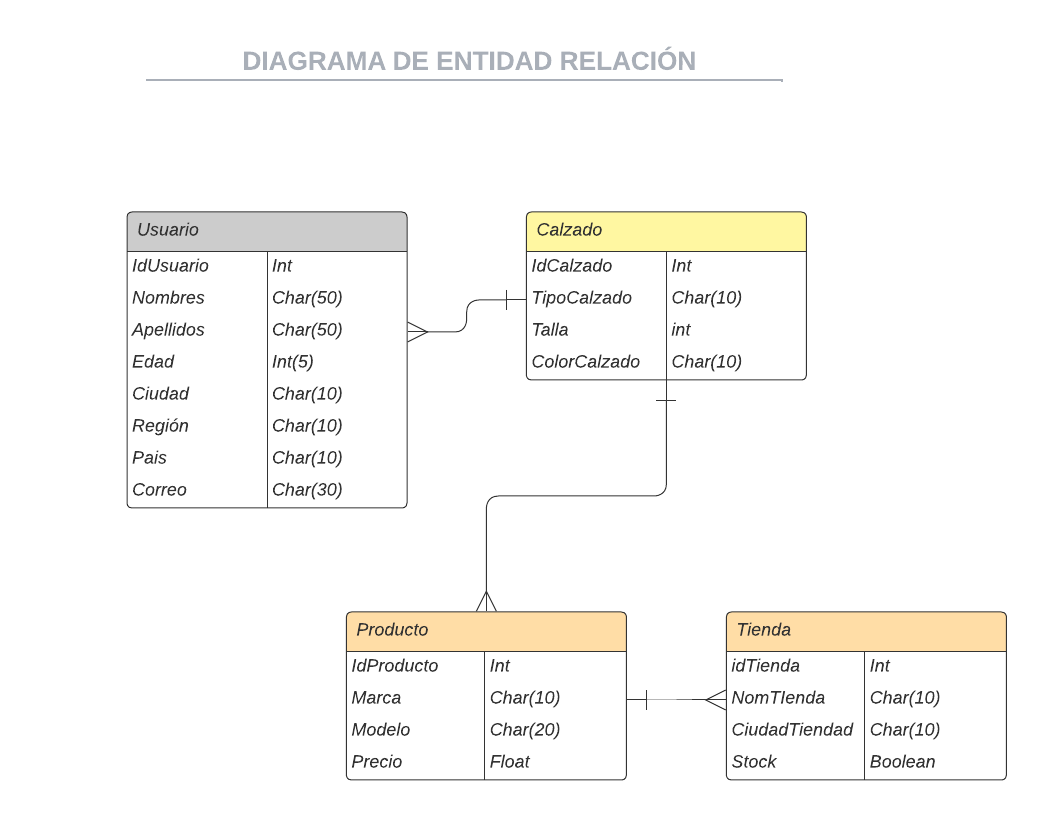 DIAGRAMA DE ENTIDAD RELACIÓN
Usuario
IdUsuario Int
Nombres Char(50)
Apellidos Char(50)
Edad Int(5)
Ciudad Char(10)
Región Char(10)
Pais Char(10)
Correo Char(30)
Calzado
IdCalzado Int
TipoCalzado Char(10)
Talla int
ColorCalzado Char(10)
Producto
IdProducto Int
Marca Char(10)
Modelo Char(20)
Precio Float
Tienda
idTienda Int
NomTIenda Char(10)
CiudadTiendad Char(10)
Stock Boolean